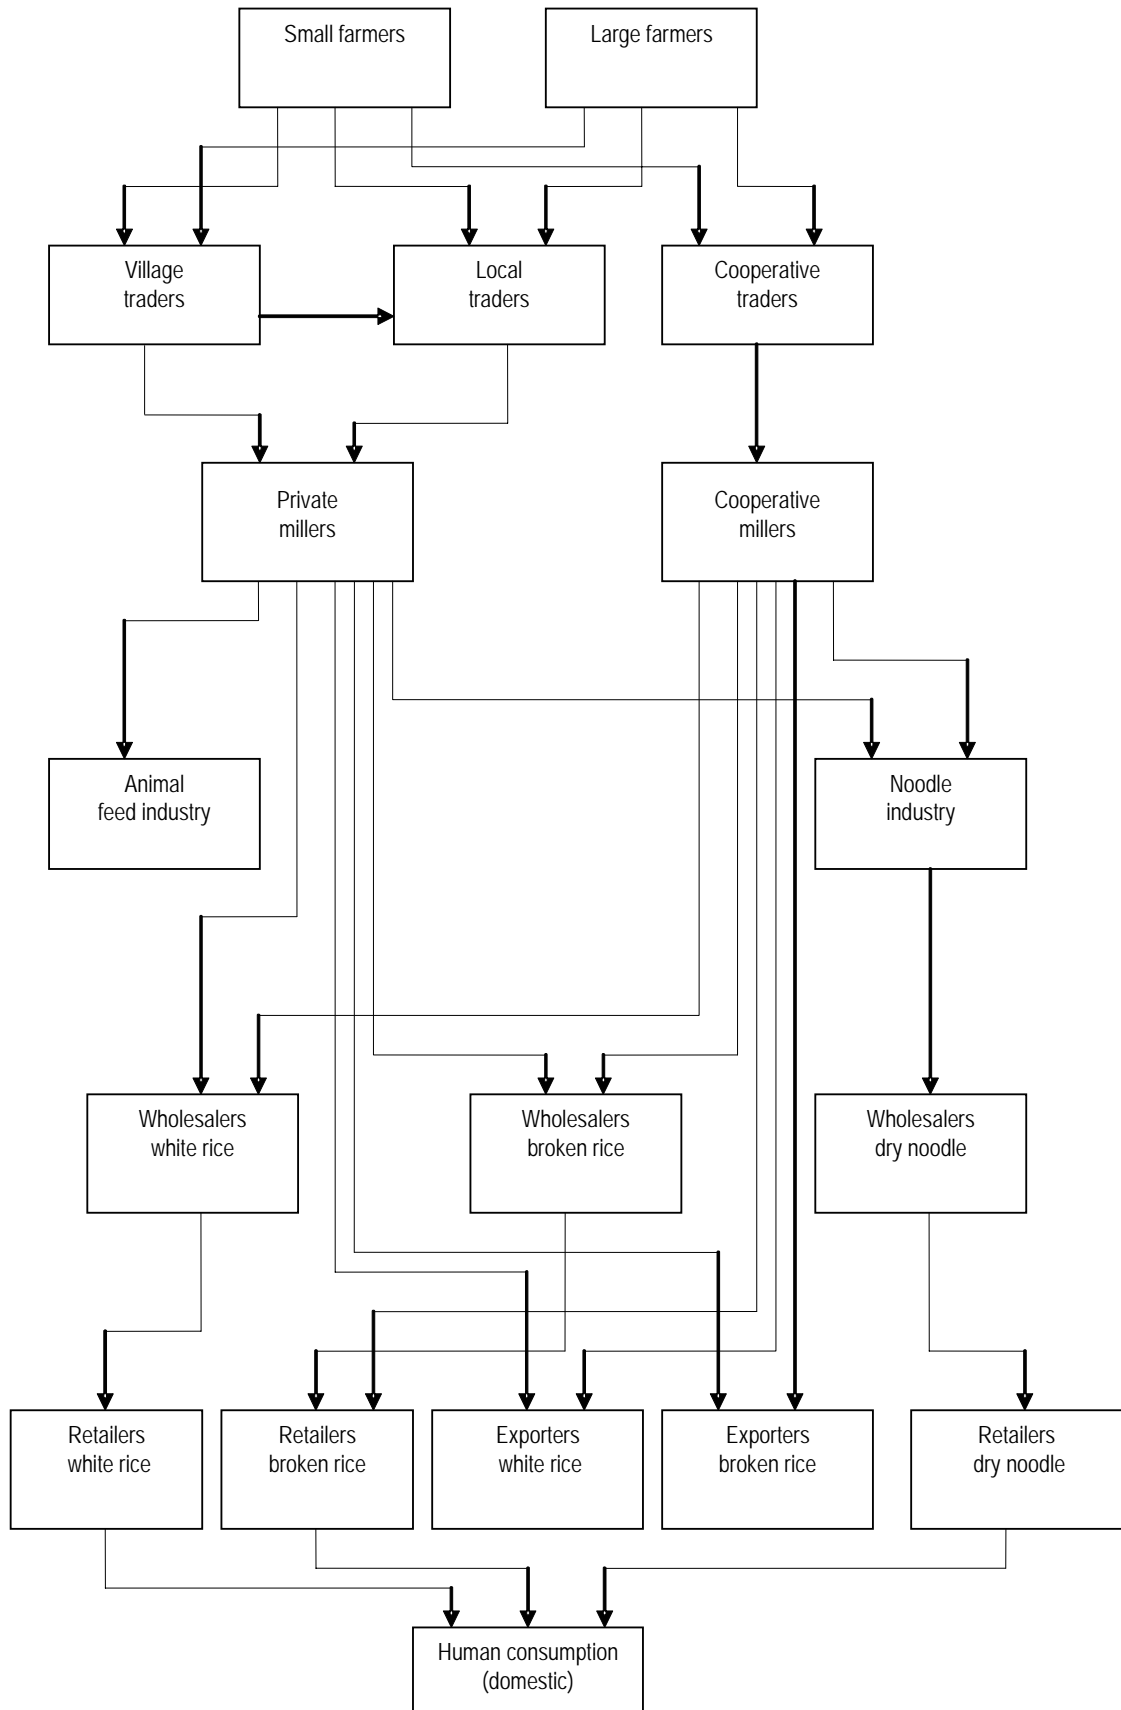 Small farmers
Large farmers
Village
traders
Local
traders
Cooperative
traders
Private
millers
Cooperative
millers
Animal
feed industry
Noodle
industry
Wholesalers
white rice
Wholesalers
broken rice
Wholesalers
dry noodle
Retailers
white rice
Retailers
broken rice
Exporters
white rice
Exporters
broken rice
Retailers
dry noodle
Human consumption
(domestic)